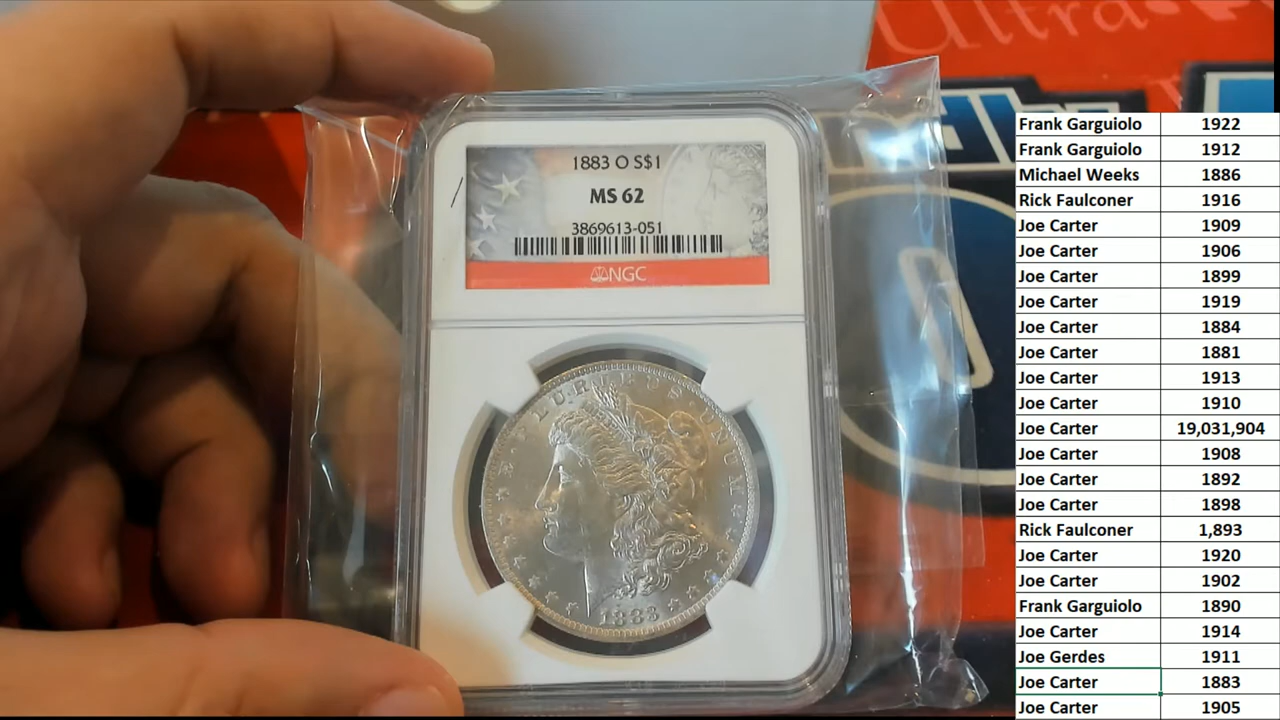 Ultra
1883 O S$1
MS 62
3869613-051
NGC
E · PLURIBUS · UNUM
1883
Frank Garguiolo 1922
Frank Garguiolo 1912
Michael Weeks 1886
Rick Faulconer 1916
Joe Carter 1909
Joe Carter 1906
Joe Carter 1899
Joe Carter 1919
Joe Carter 1884
Joe Carter 1881
Joe Carter 1913
Joe Carter 1910
Joe Carter 19,031,904
Joe Carter 1908
Joe Carter 1892
Joe Carter 1898
Rick Faulconer 1,893
Joe Carter 1920
Joe Carter 1902
Frank Garguiolo 1890
Joe Carter 1914
Joe Gerdes 1911
Joe Carter 1883
Joe Carter 1905